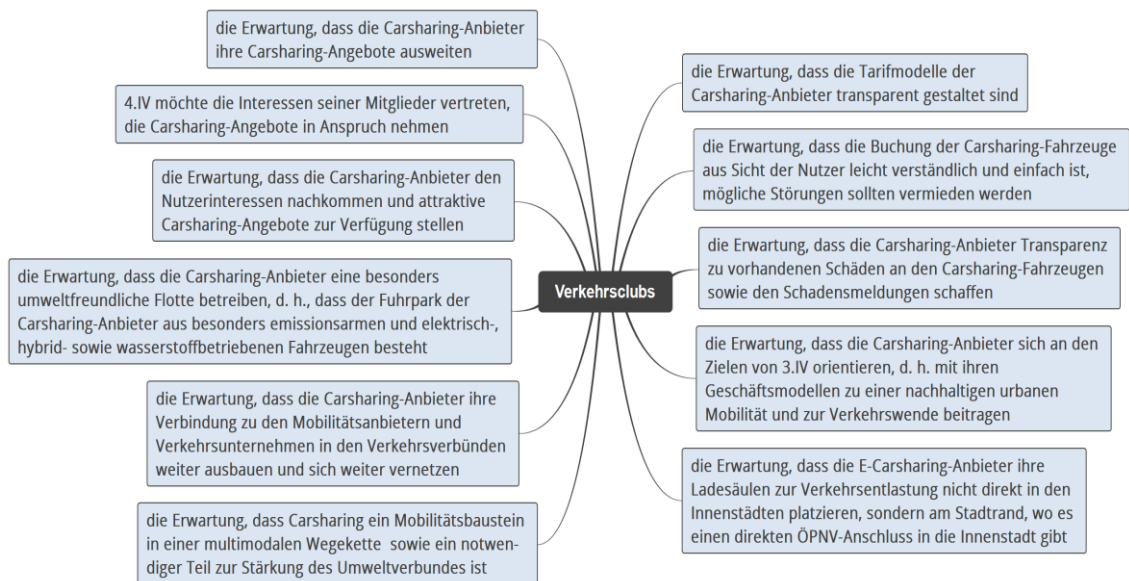 die Erwartung, dass die Carsharing-Anbieter
ihre Carsharing-Angebote ausweiten
4.IV möchte die Interessen seiner Mitglieder vertreten,
die Carsharing-Angebote in Anspruch nehmen
die Erwartung, dass die Carsharing-Anbieter den
Nutzerinteressen nachkommen und attraktive
Carsharing-Angebote zur Verfügung stellen
die Erwartung, dass die Carsharing-Anbieter eine besonders
umweltfreundliche Flotte betreiben, d. h., dass der Fuhrpark der
Carsharing-Anbieter aus besonders emissionsarmen und elektrisch-,
hybrid- sowie wasserstoffbetriebenen Fahrzeugen besteht
die Erwartung, dass die Carsharing-Anbieter ihre
Verbindung zu den Mobilitätsanbietern und
Verkehrsunternehmen in den Verkehrsverbünden
weiter ausbauen und sich weiter vernetzen
die Erwartung, dass Carsharing ein Mobilitätsbaustein
in einer multimodalen Wegekette sowie ein notwen-
diger Teil zur Stärkung des Umweltverbundes ist
Verkehrsclubs
die Erwartung, dass die Tarifmodelle der
Carsharing-Anbieter transparent gestaltet sind
die Erwartung, dass die Buchung der Carsharing-Fahrzeuge
aus Sicht der Nutzer leicht verständlich und einfach ist,
mögliche Störungen sollten vermieden werden
die Erwartung, dass die Carsharing-Anbieter Transparenz
zu vorhandenen Schäden an den Carsharing-Fahrzeugen
sowie den Schadensmeldungen schaffen
die Erwartung, dass die Carsharing-Anbieter sich an den
Zielen von 3.IV orientieren, d. h. mit ihren
Geschäftsmodellen zu einer nachhaltigen urbanen
Mobilität und zur Verkehrswende beitragen
die Erwartung, dass die E-Carsharing-Anbieter ihre
Ladesäulen zur Verkehrsentlastung nicht direkt in den
Innenstädten platzieren, sondern am Stadtrand, wo es
einen direkten ÖPNV-Anschluss in die Innenstadt gibt